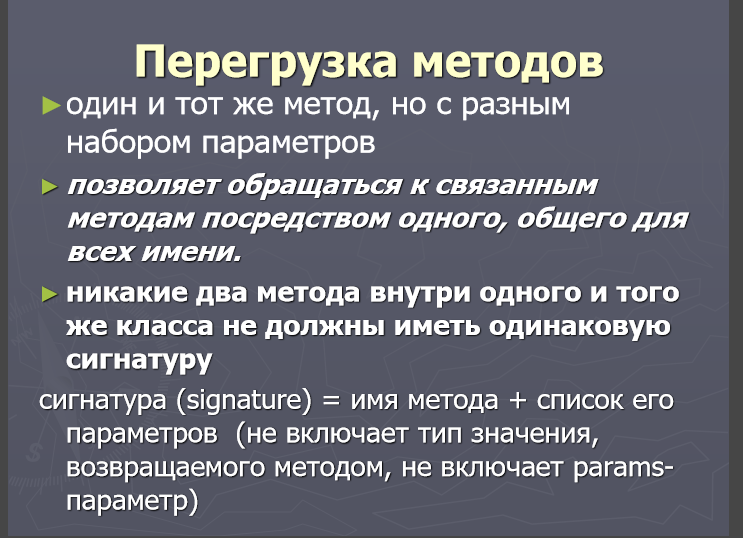 Перегрузка методов
►один и тот же метод, но с разным
набором параметров
► позволяет обращаться к связанным
методам посредством одного, общего для
всех имени.
► никакие два метода внутри одного и того
же класса не должны иметь одинаковую
сигнатуру
сигнатура (signature) = имя метода + список его
параметров (не включает тип значения,
возвращаемого методом, не включает params-
параметр)